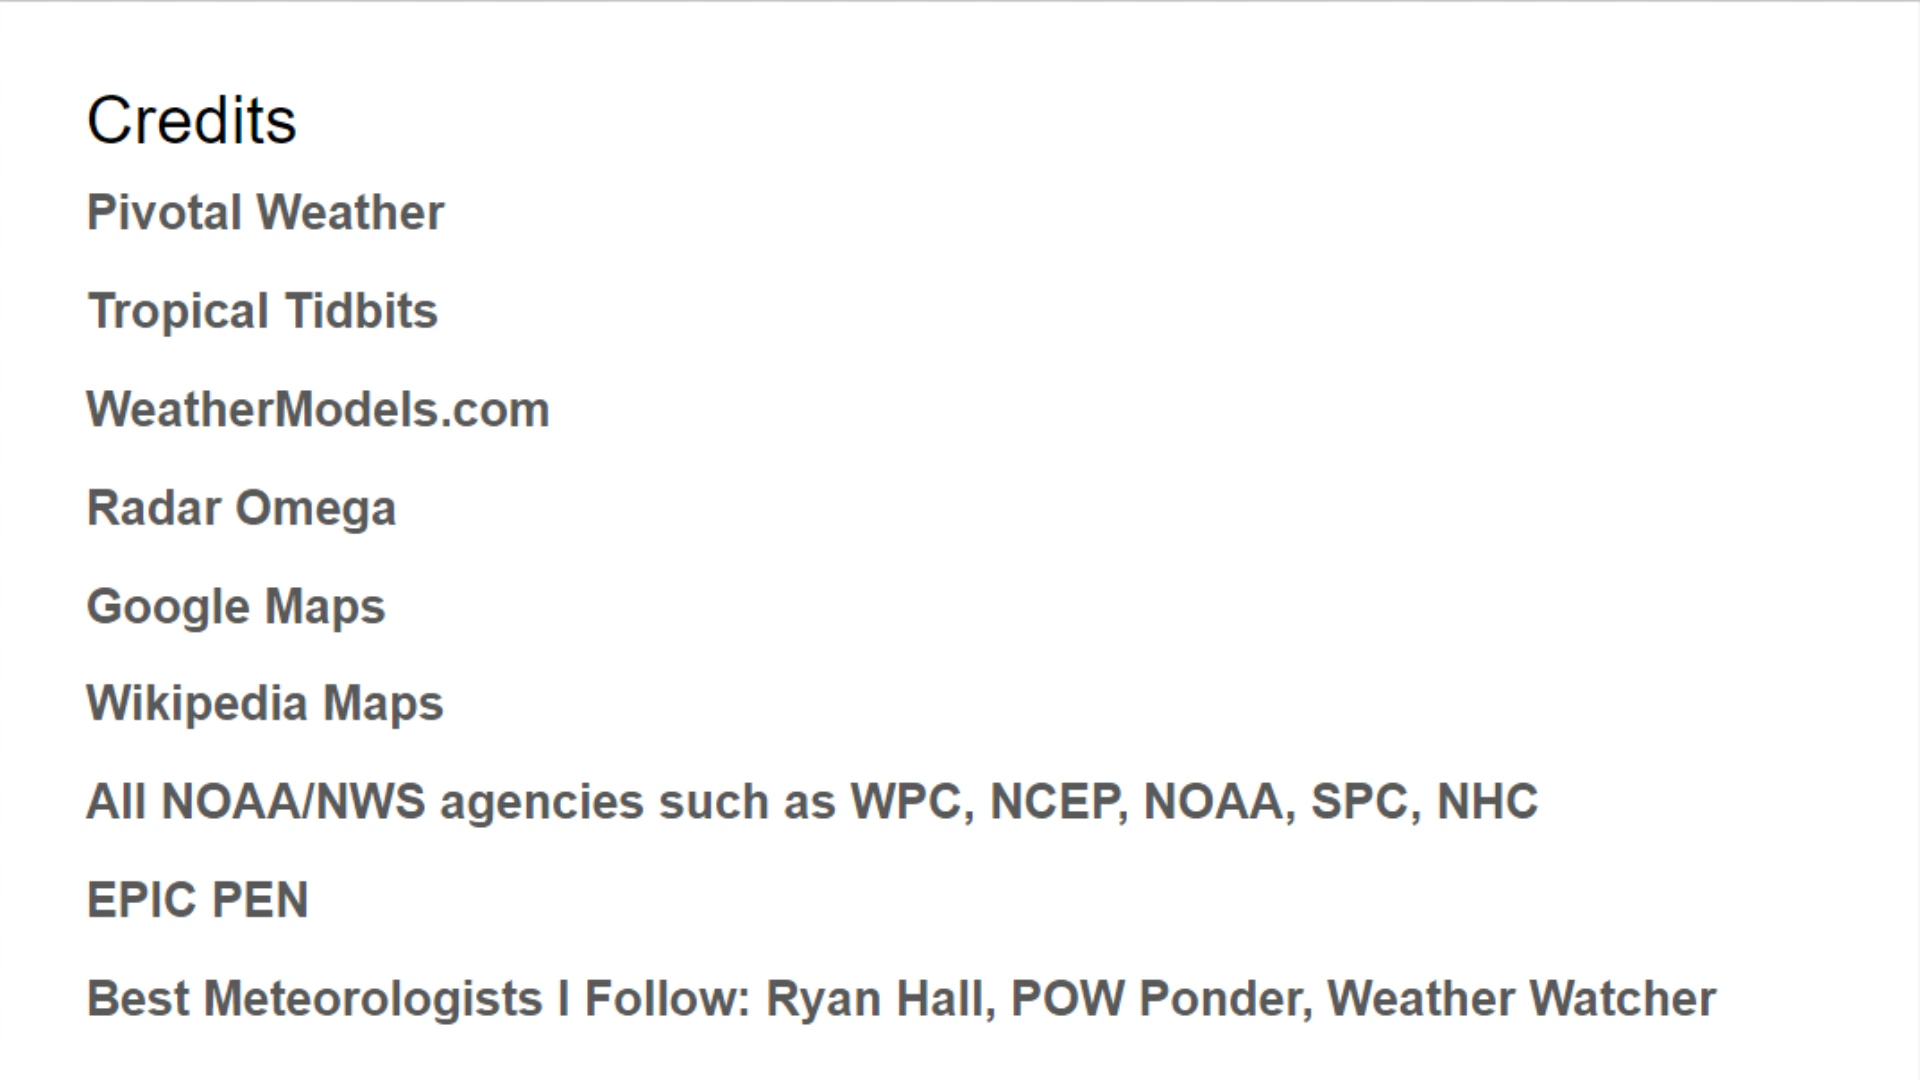 Credits
Pivotal Weather
Tropical Tidbits
WeatherModels.com
Radar Omega
Google Maps
Wikipedia Maps
All NOAA/NWS agencies such as WPC, NCEP, NOAA, SPC, NHC
EPIC PEN
Best Meteorologists I Follow: Ryan Hall, POW Ponder, Weather Watcher